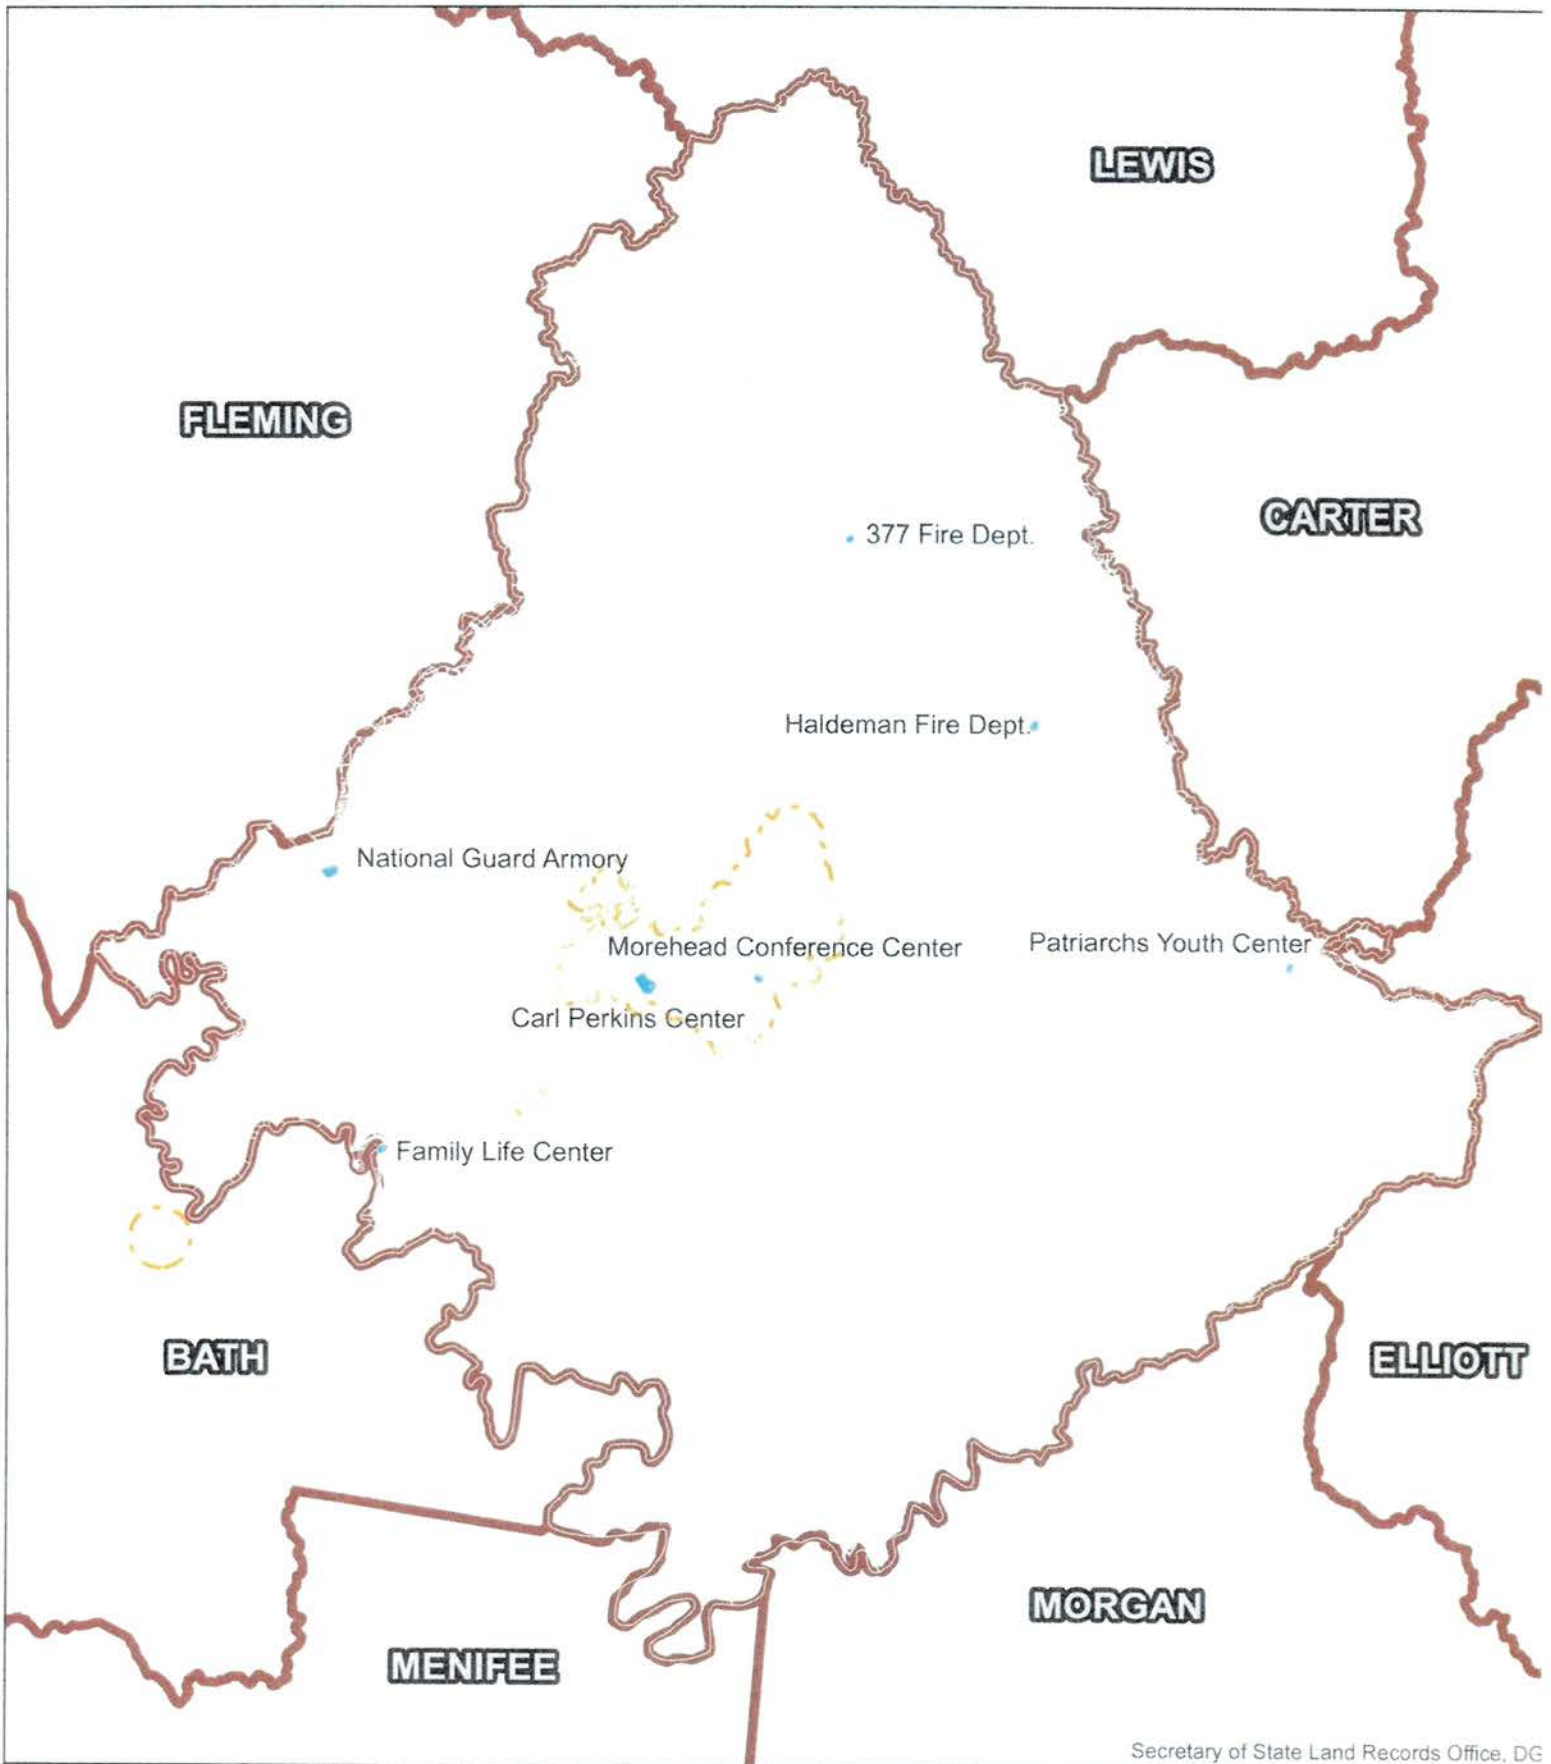 LEWIS
FLEMING
CARTER
377 Fire Dept.
Haldeman Fire Dept.
National Guard Armory
Morehead Conference Center
Patriarchs Youth Center
Carl Perkins Center
Family Life Center
BATH
ELLIOTT
MORGAN
MENIFEE
Secretary of State Land Records Office, DG